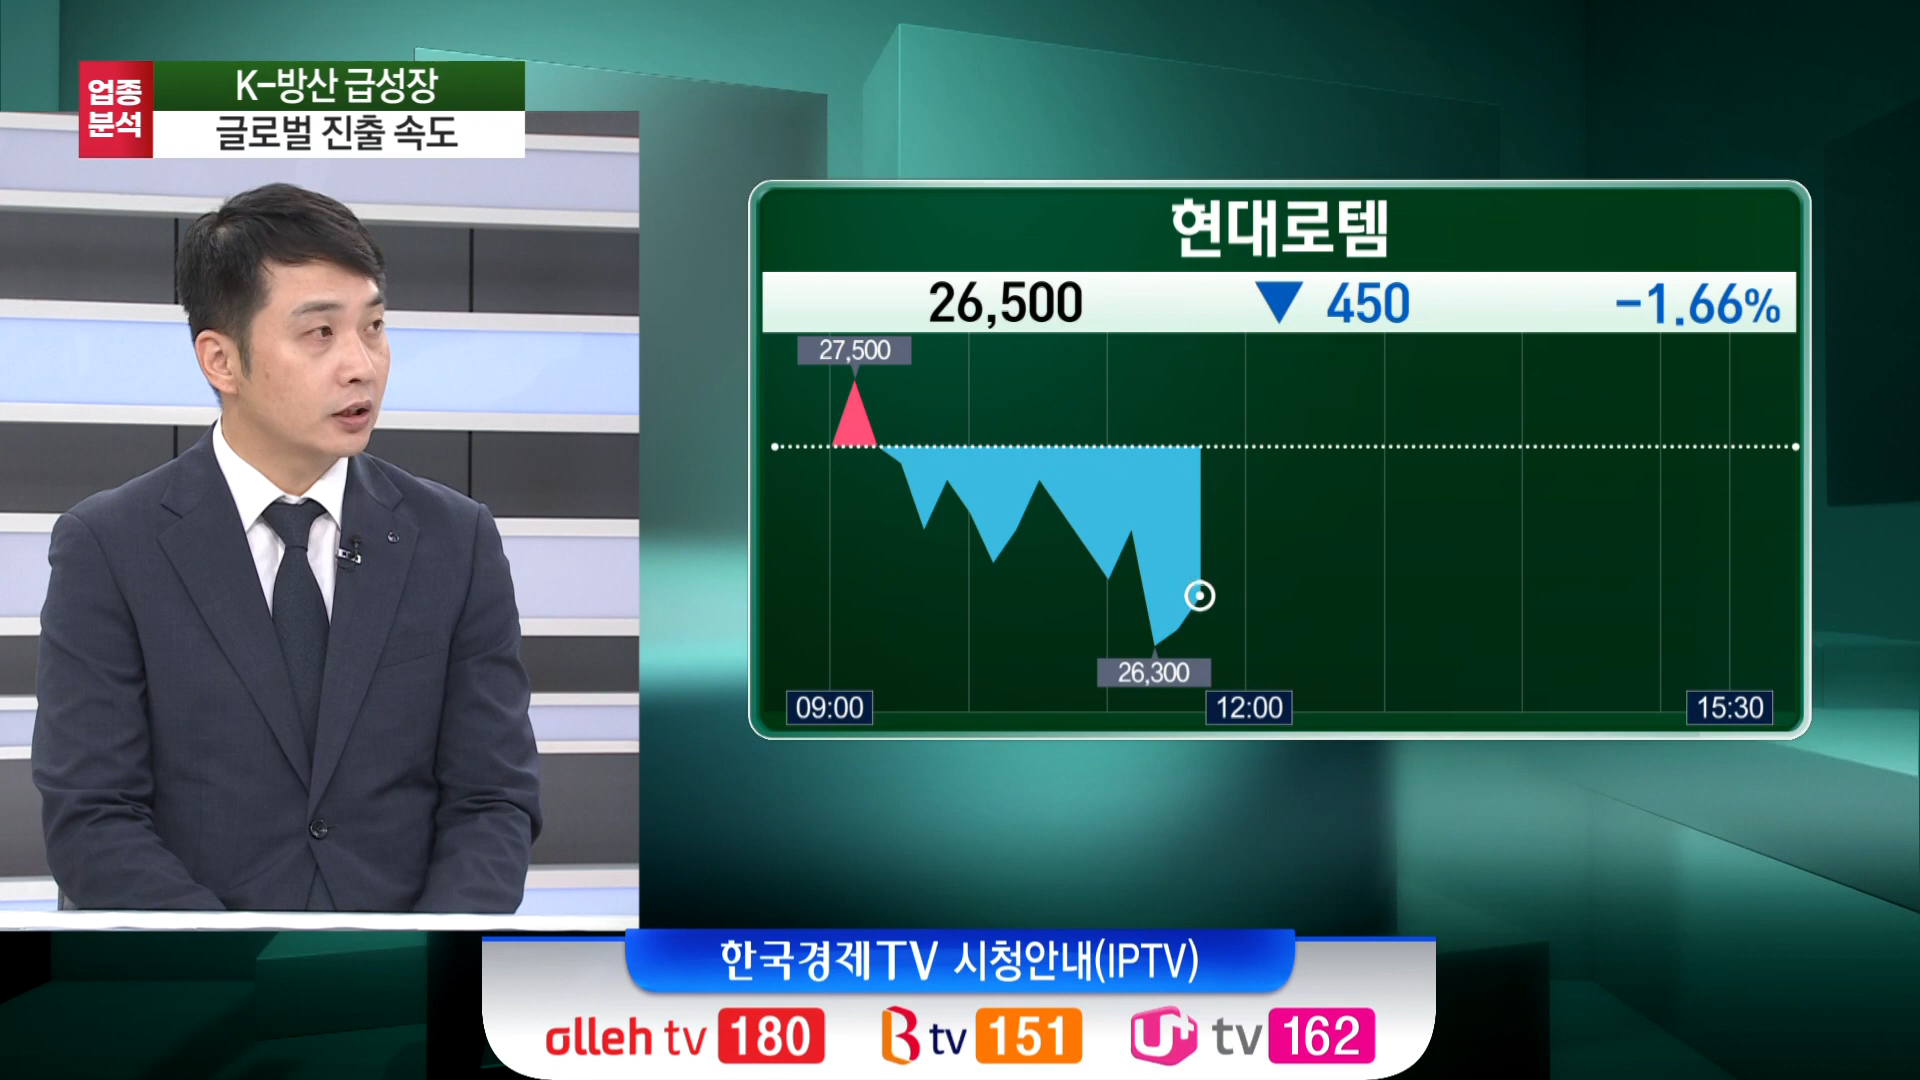 업종
분석
K-방산 급성장
글로벌 진출 속도
현대로템
26,500 ▼ 450 -1.66%
27,500
26,300
09:00 12:00 15:30
한국경제TV 시청안내(IPTV)
olleh tv 180 B tv 151 U+ tv 162